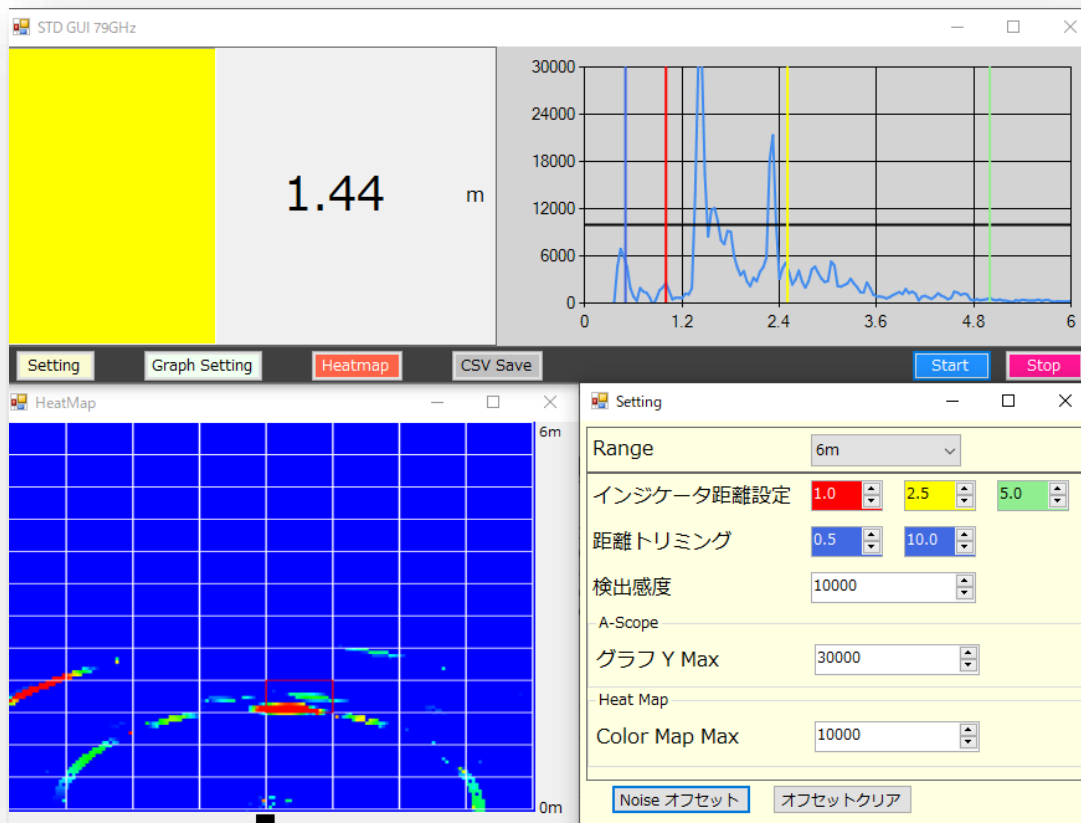 STD GUI 79GHz
1.44 m
30000
24000
18000
12000
6000
0
0 1.2 2.4 3.6 4.8 6
Setting Graph Setting Heatmap CSV Save Start Stop
HeatMap
6m
0m
Setting
Range 6m
インジケータ距離設定 1.0 2.5 5.0
距離トリミング 0.5 10.0
検出感度 10000
A-Scope
グラフ Y Max 30000
Heat Map
Color Map Max 10000
Noise オフセット オフセットクリア